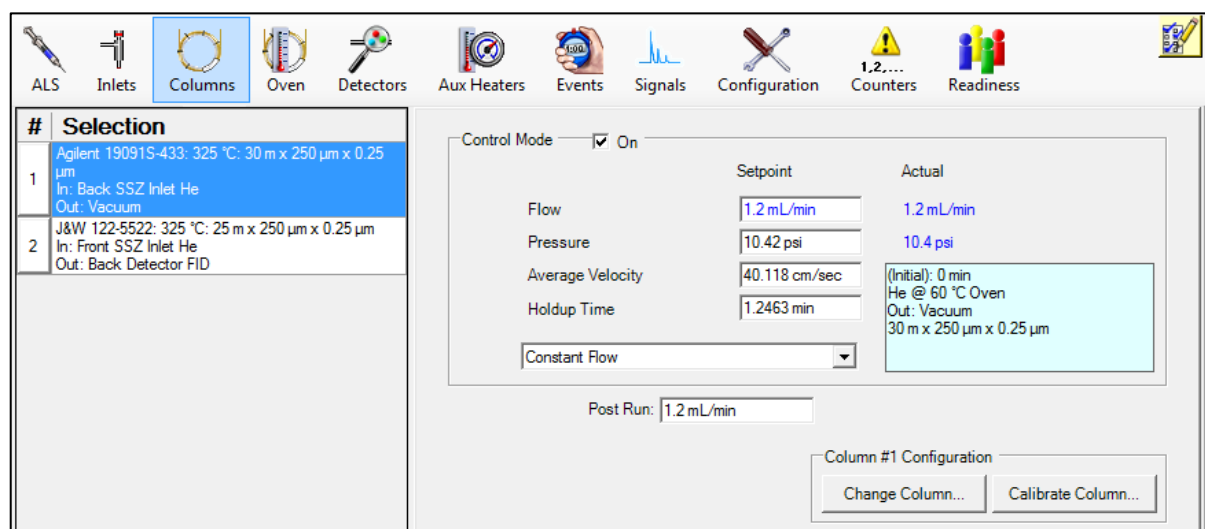 1:00
1,2,...
ALS Inlets Columns Oven Detectors Aux Heaters Events Signals Configuration Counters Readiness
# Selection
1
Agilent 19091S-433: 325 °C: 30 m x 250 µm x 0.25
µm
In: Back SSZ Inlet He
Out: Vacuum
2
J&W 122-5522: 325 °C: 25 m x 250 µm x 0.25 µm
In: Front SSZ Inlet He
Out: Back Detector FID
Control Mode On
Setpoint Actual
Flow 1.2 mL/min 1.2 mL/min
Pressure 10.42 psi 10.4 psi
Average Velocity 40.118 cm/sec
Holdup Time 1.2463 min
(Initial): 0 min
He @ 60 °C Oven
Out: Vacuum
30 m x 250 µm x 0.25 µm
Constant Flow
Post Run: 1.2 mL/min
Column #1 Configuration
Change Column... Calibrate Column...